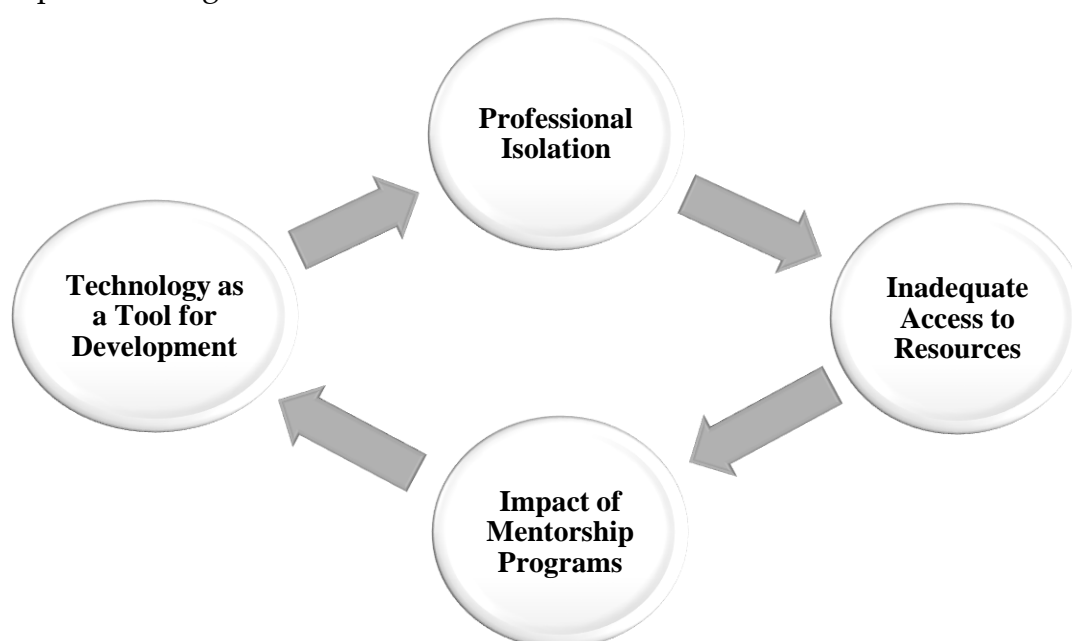 Professional
Isolation
Technology as
a Tool for
Development
Inadequate
Access to
Resources
Impact of
Mentorship
Programs